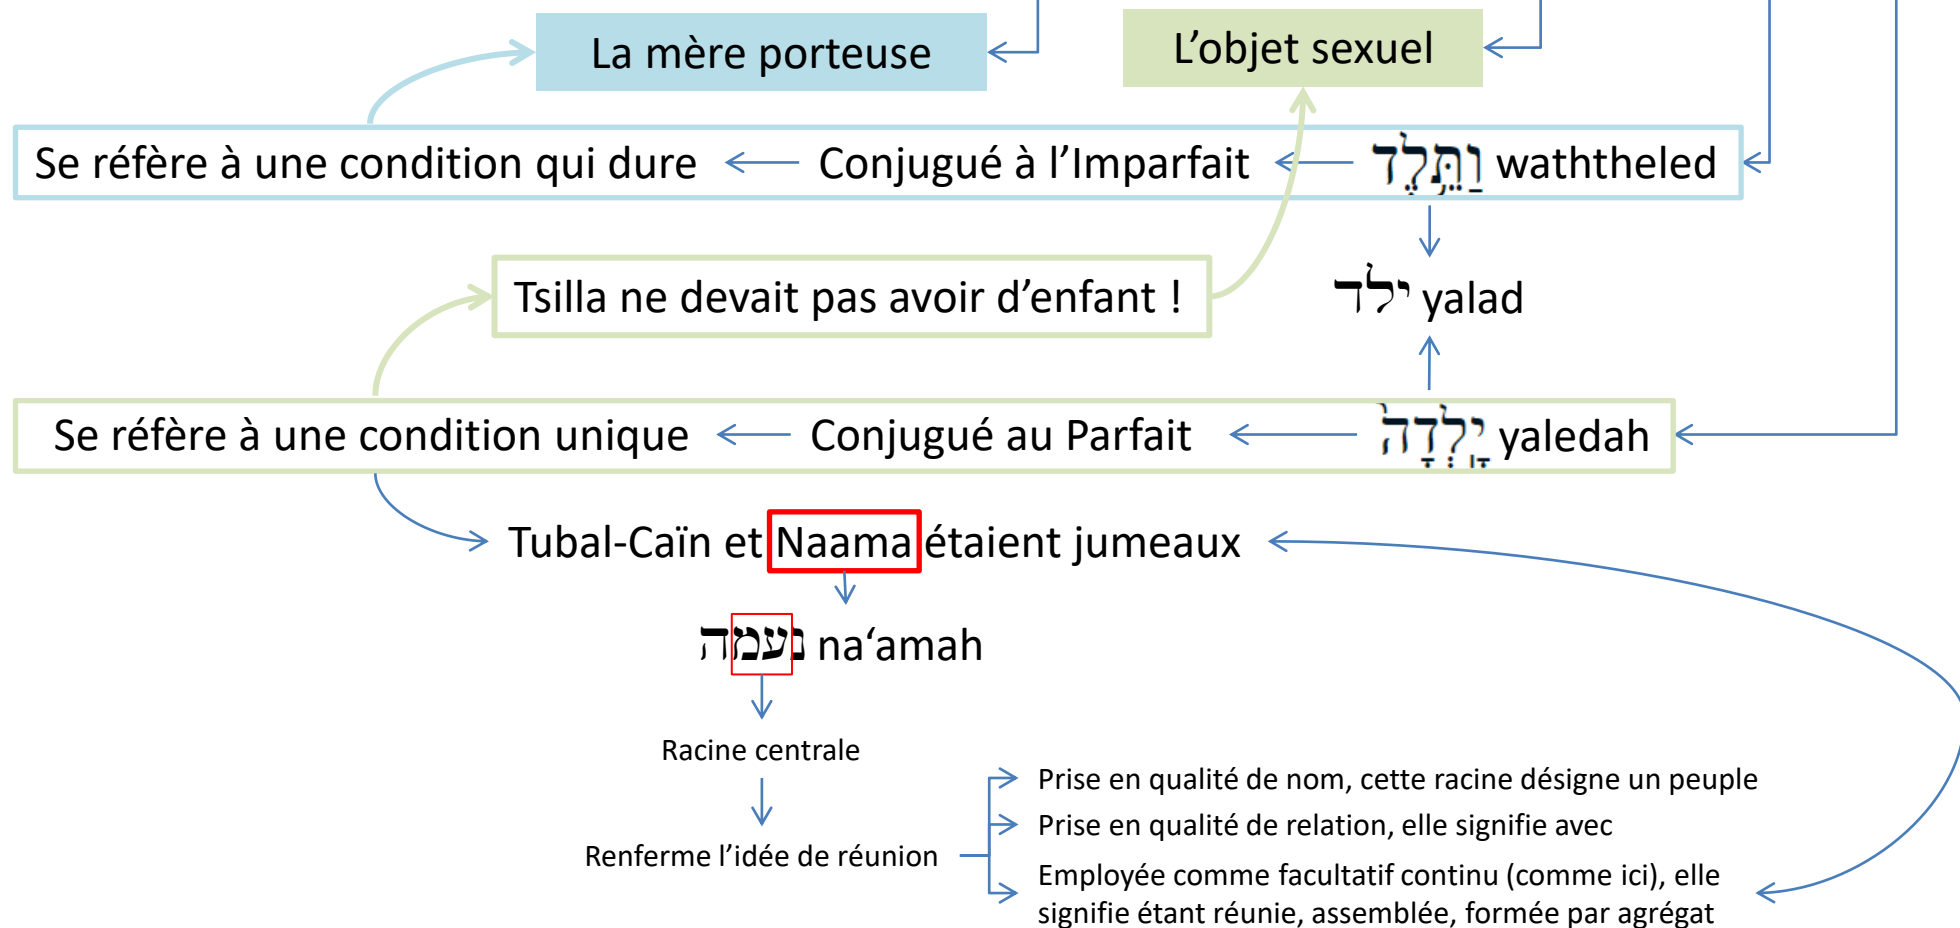 La mère porteuse
L'objet sexuel
Se réfère à une condition qui dure
Conjugué à l'Imparfait
וַתֵּ֥לֶד waththeled
Tsilla ne devait pas avoir d'enfant !
ילד yalad
Se réfère à une condition unique
Conjugué au Parfait
יָֽלְדָה֙ yaledah
Tubal-Caïn et Naama étaient jumeaux
נעמה na‘amah
Racine centrale
Renferme l'idée de réunion
Prise en qualité de nom, cette racine désigne un peuple
Prise en qualité de relation, elle signifie avec
Employée comme facultatif continu (comme ici), elle
signifie étant réunie, assemblée, formée par agrégat